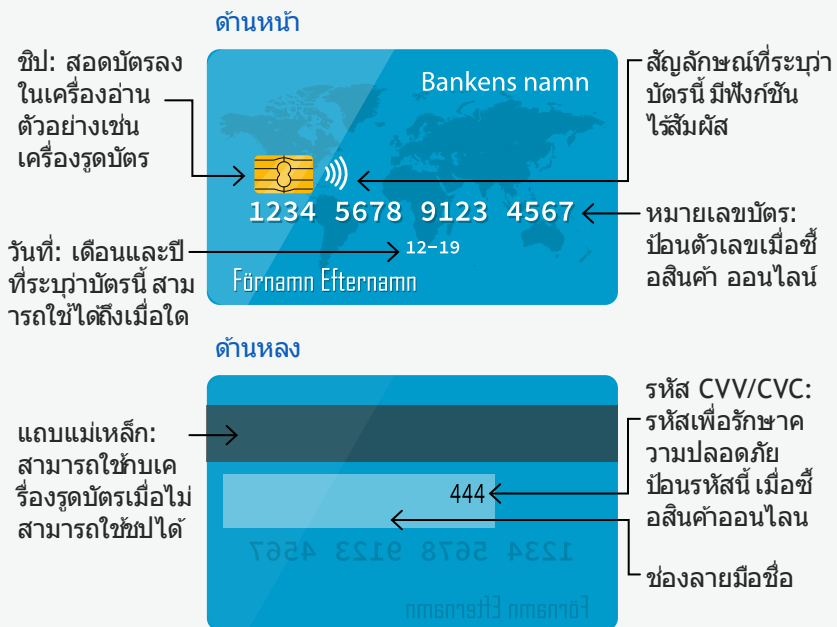 ด้านหน้า
ชิป: สอดบัตรลง
ในเครื่องอ่าน
ตัวอย่างเช่น
เครื่องรูดบัตร
Bankens namn
สัญลักษณ์ที่ระบุว่า
บัตรนี้ มีฟังก์ชัน
ไร้สัมผัส
1234 5678 9123 4567
หมายเลขบัตร:
ป้อนตัวเลขเมื่อซื้
อสินค้า ออนไลน์
วันที่: เดือนและปี
ที่ระบุว่าบัตรนี้ สาม
ารถใช้ได้ถึงเมื่อใด
12-19
Förnamn Efternamn
ด้านหลง
แถบแม่เหล็ก:
สามารถใช้กบเค
รื่องรูดบัตรเมื่อไม่
สามารถใช้ชปได้
444
รหัส CVV/CVC:
รหัสเพื่อรักษาค
วามปลอดภัย
ป้อนรหัสนี้ เมื่อซื้
อสินค้าออนไลน
ช่องลายมือชื่อ
1234 5678 9123 4567
Förnamn Efternamn